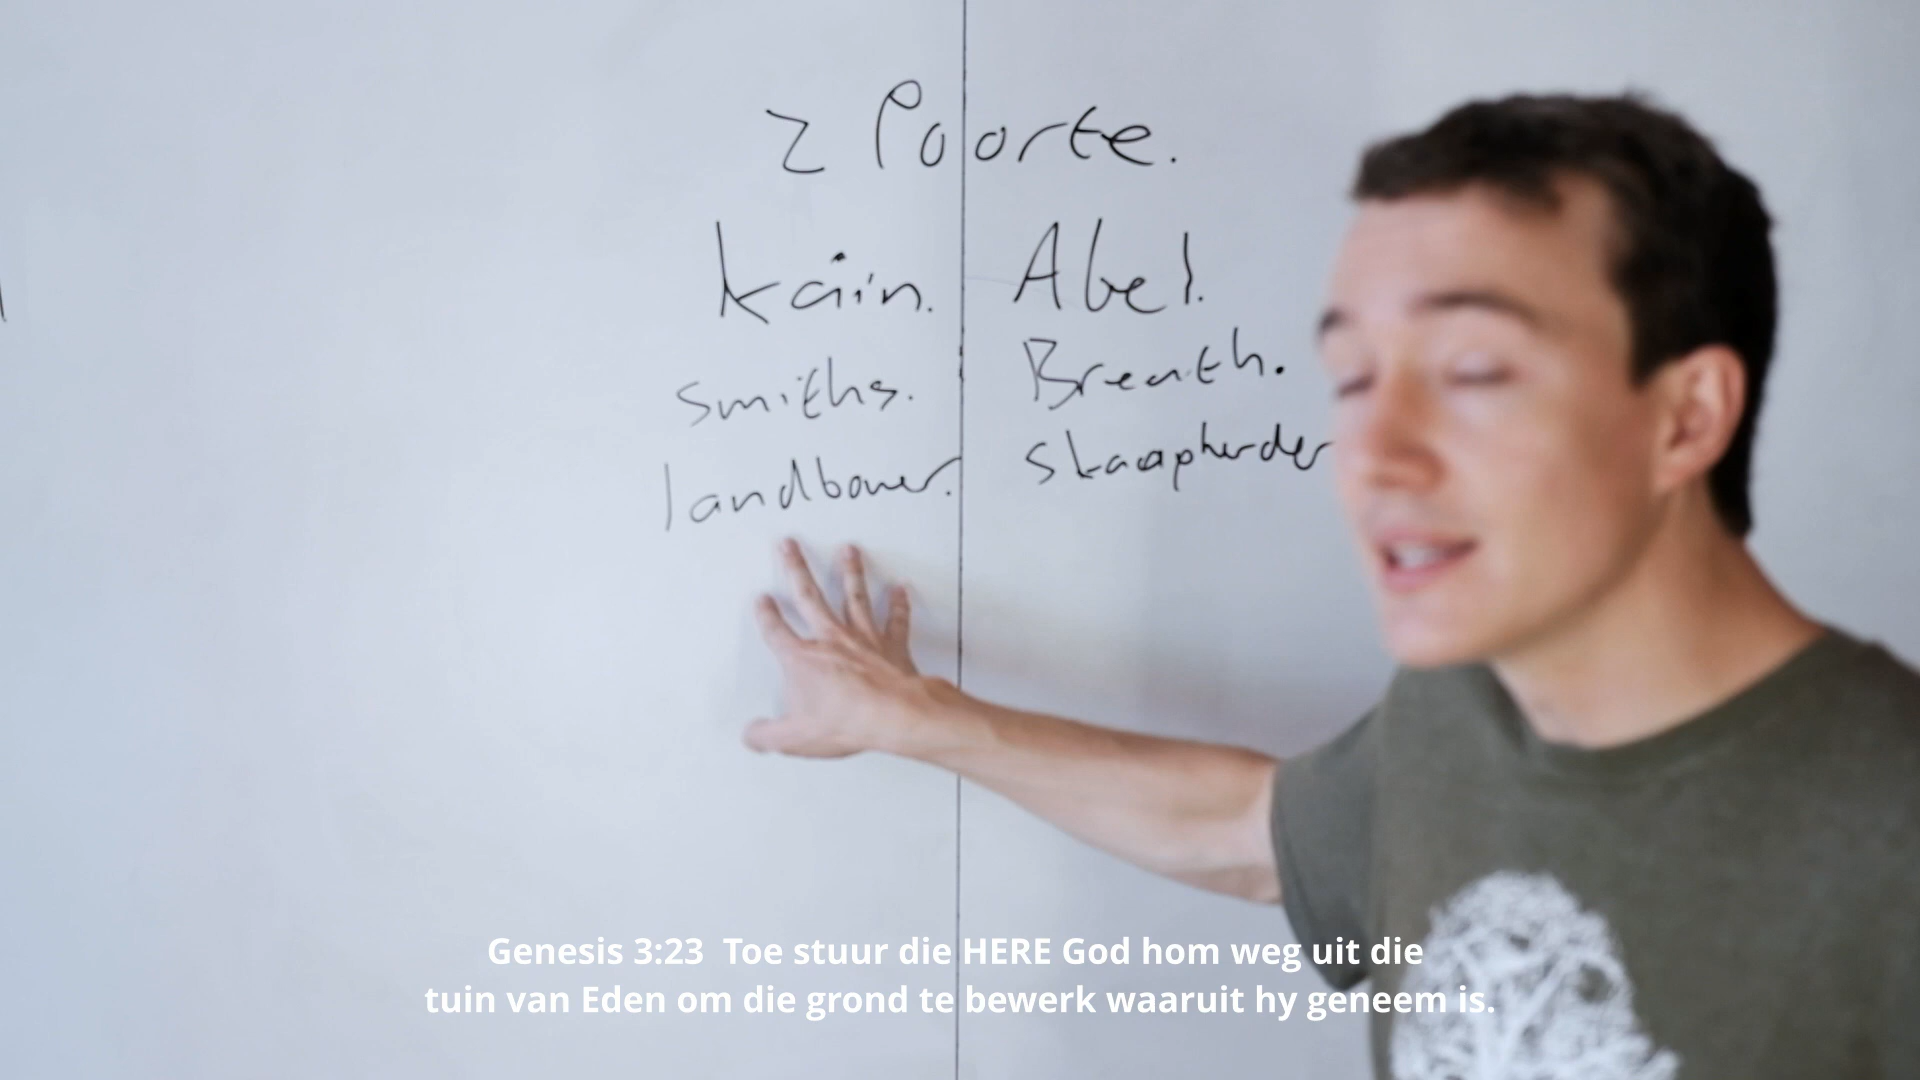 2 Poorte.
Kain. Abel.
Smiths. Breath.
landbouer. Skaapherder
Genesis 3:23 Toe stuur die HERE God hom weg uit die
tuin van Eden om die grond te bewerk waaruit hy geneem is.